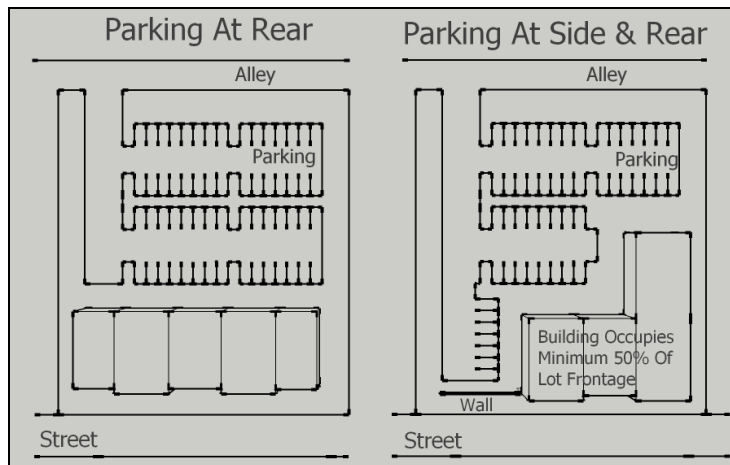 Parking At Rear
Alley
Parking
Street
Parking At Side & Rear
Alley
Parking
Building Occupies
Minimum 50% Of
Lot Frontage
Wall
Street